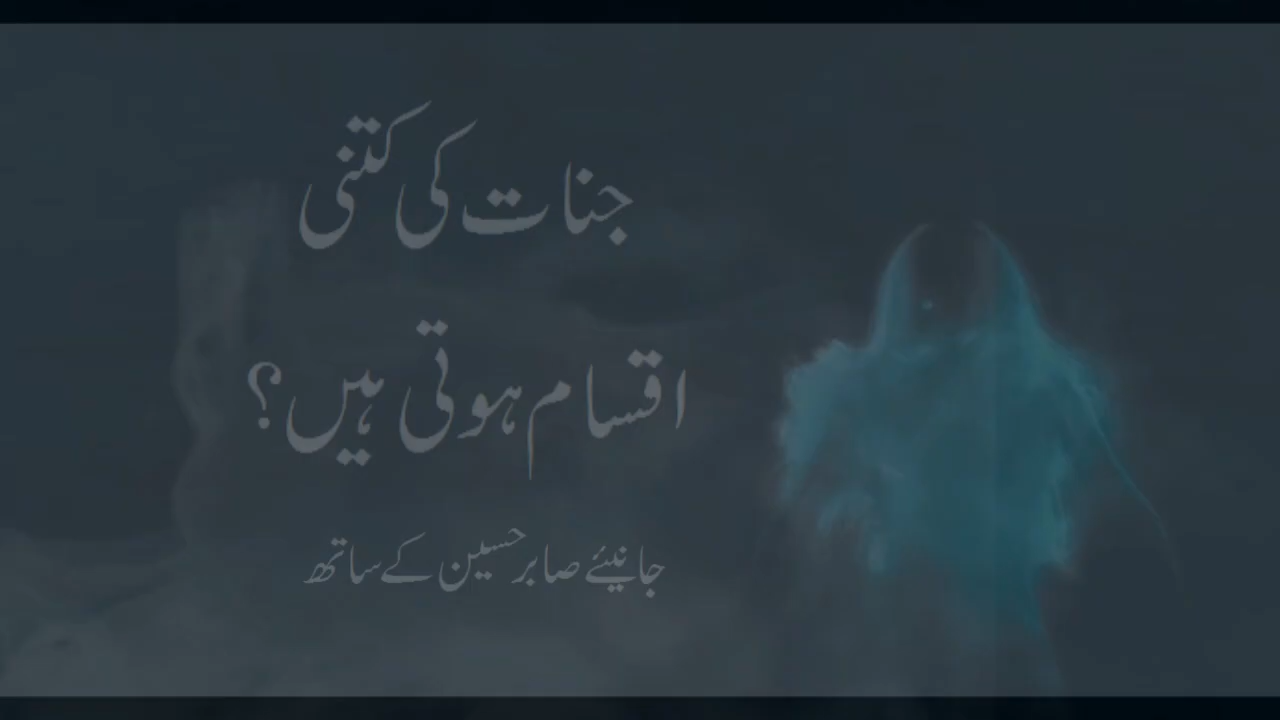 جنات کی کتنی
اقسام ہوتی ہیں؟
جانیئے صابر حسین کے ساتھ